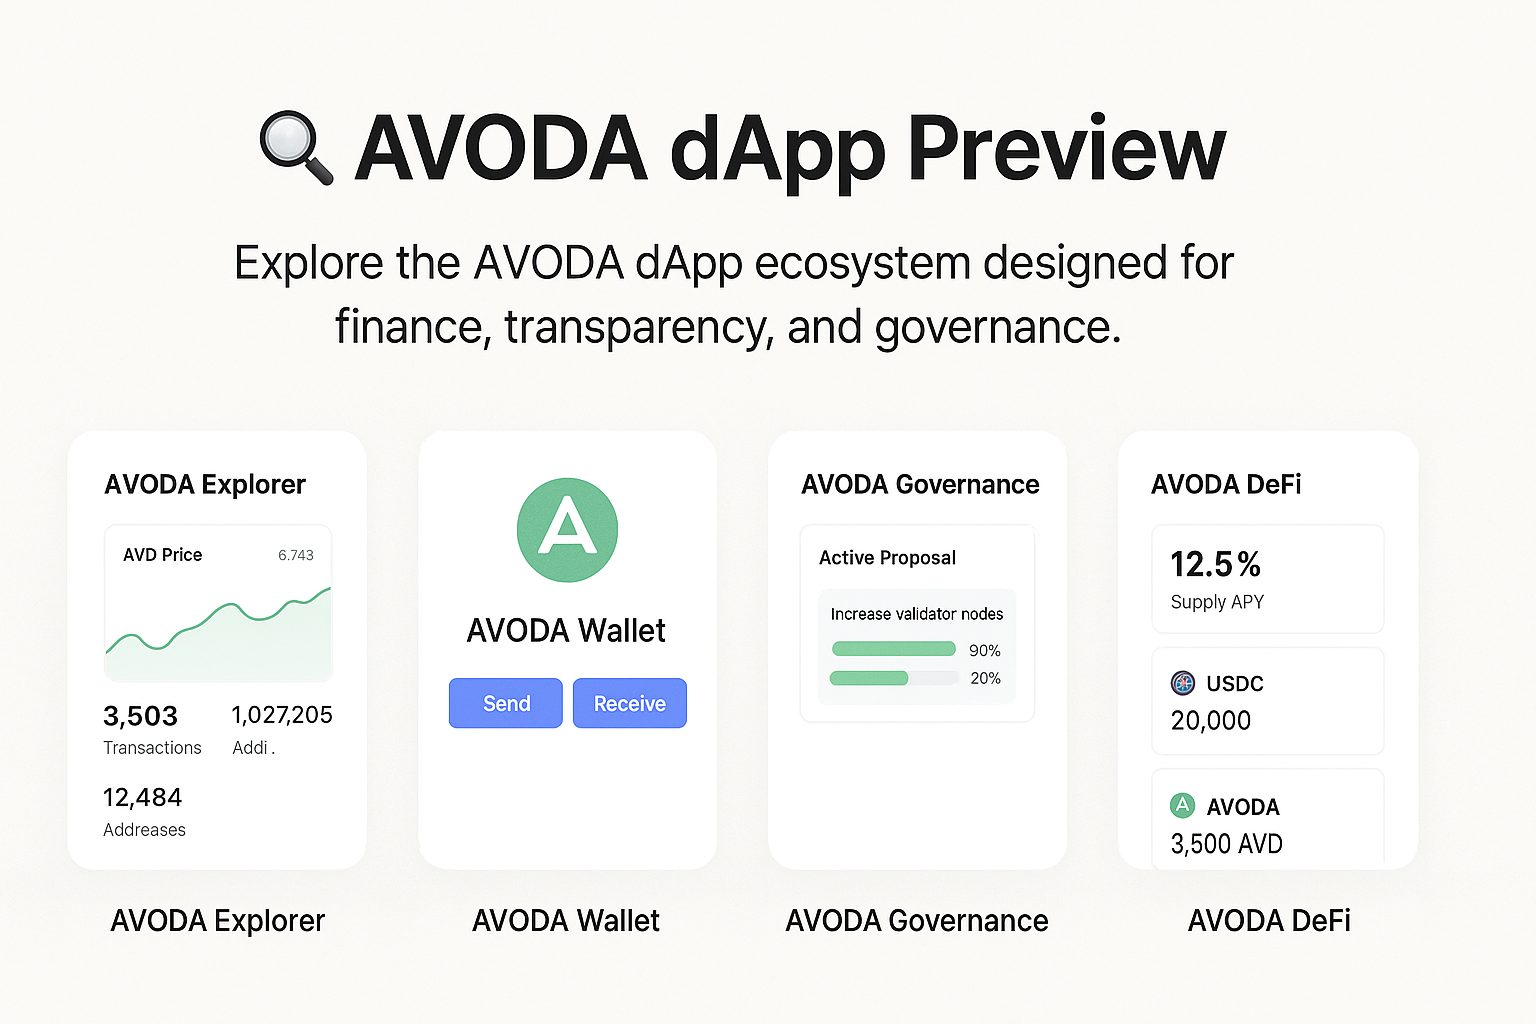 AVODA dApp Preview
Explore the AVODA dApp ecosystem designed for
finance, transparency, and governance.
AVODA Explorer
AVD Price 6.743
3,503 1,027,205
Transactions Addi .
12,484
Addreases
AVODA Explorer
A
AVODA Wallet
Send Receive
AVODA Wallet
AVODA Governance
Active Proposal
Increase validator nodes
90%
20%
AVODA Governance
AVODA DeFi
12.5%
Supply APY
USDC
20,000
A AVODA
3,500 AVD
AVODA DeFi